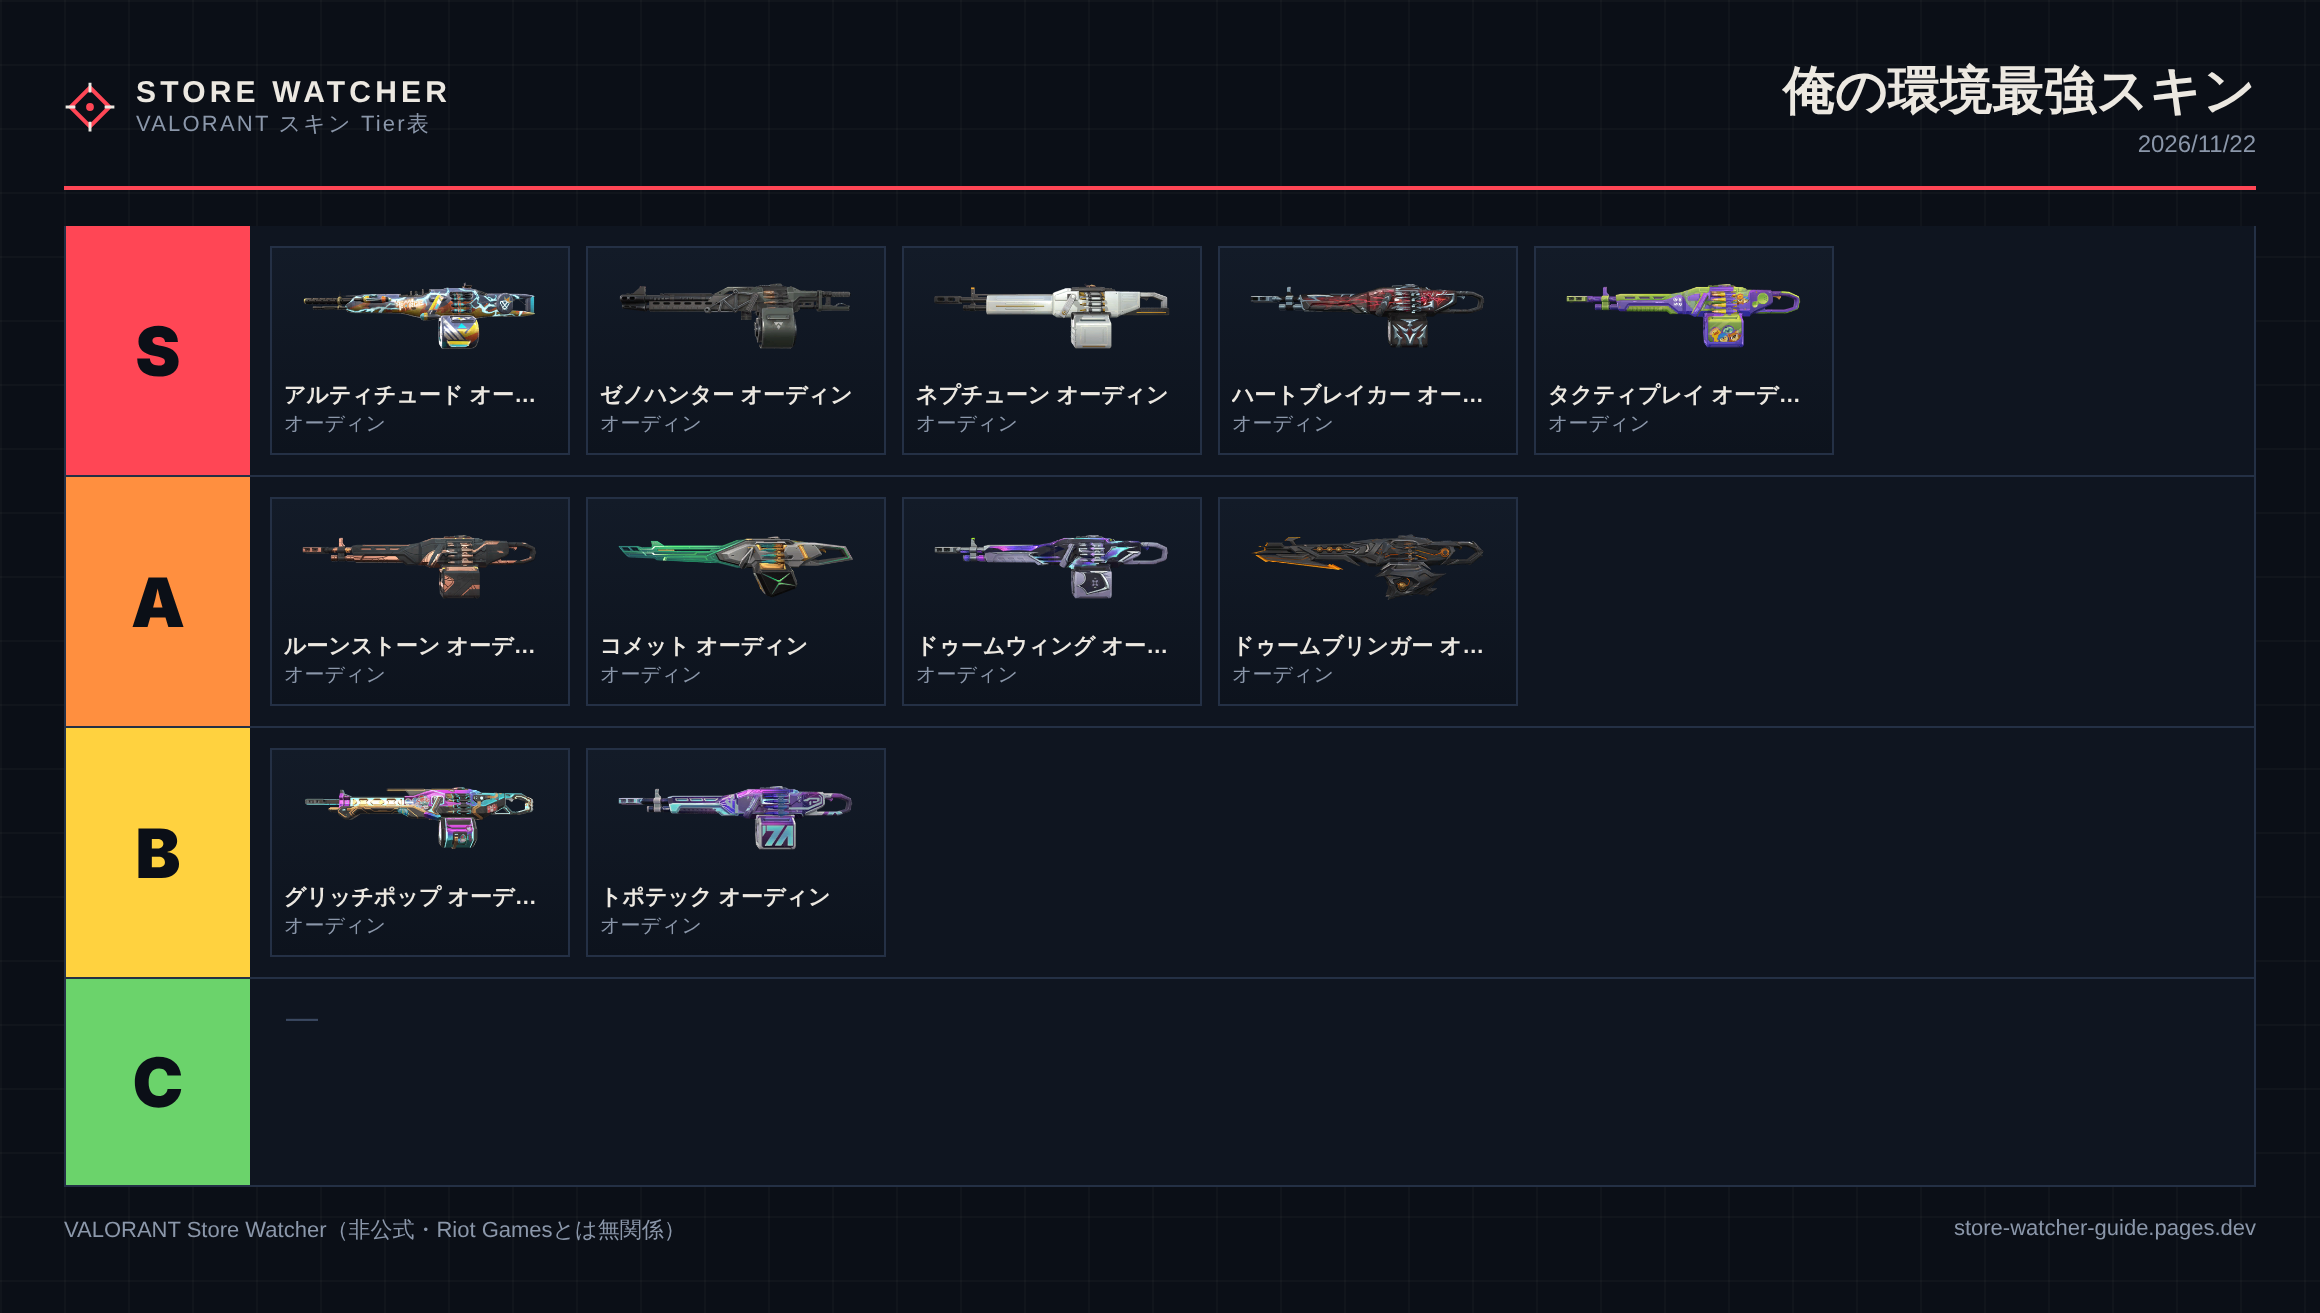 STORE WATCHER
VALORANT スキン Tier表
俺の環境最強スキン
2026/11/22
S
アルティチュード オー...
オーディン
ゼノハンター オーディン
オーディン
ネプチューン オーディン
オーディン
ハートブレイカー オー...
オーディン
タクティプレイ オーデ...
オーディン
A
ルーンストーン オーデ...
オーディン
コメット オーディン
オーディン
ドゥームウィング オー...
オーディン
ドゥームブリンガー オ...
オーディン
B
グリッチポップ オーデ...
オーディン
トポテック オーディン
オーディン
C
—
VALORANT Store Watcher（非公式・Riot Gamesとは無関係）
store-watcher-guide.pages.dev